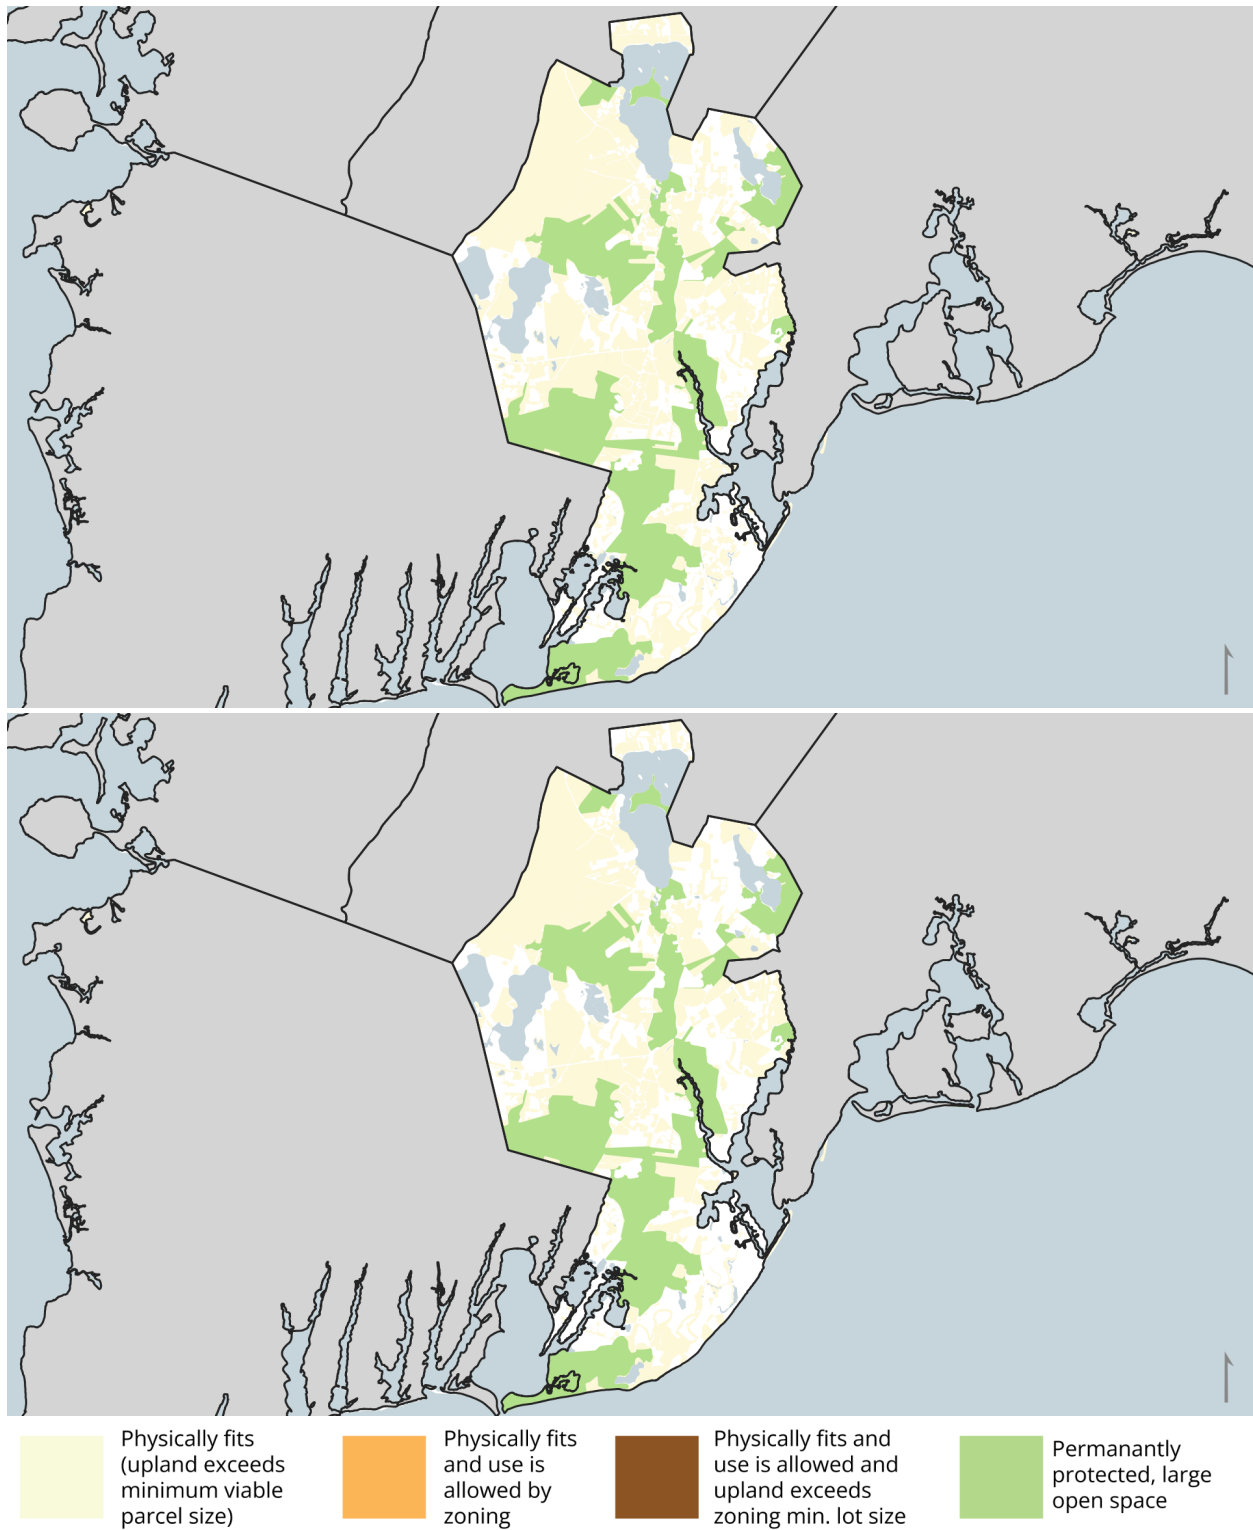 Physically fits
(upland exceeds
minimum viable
parcel size)
Physically fits
and use is
allowed by
zoning
Physically fits and
use is allowed and
upland exceeds
zoning min. lot size
Permanantly
protected, large
open space